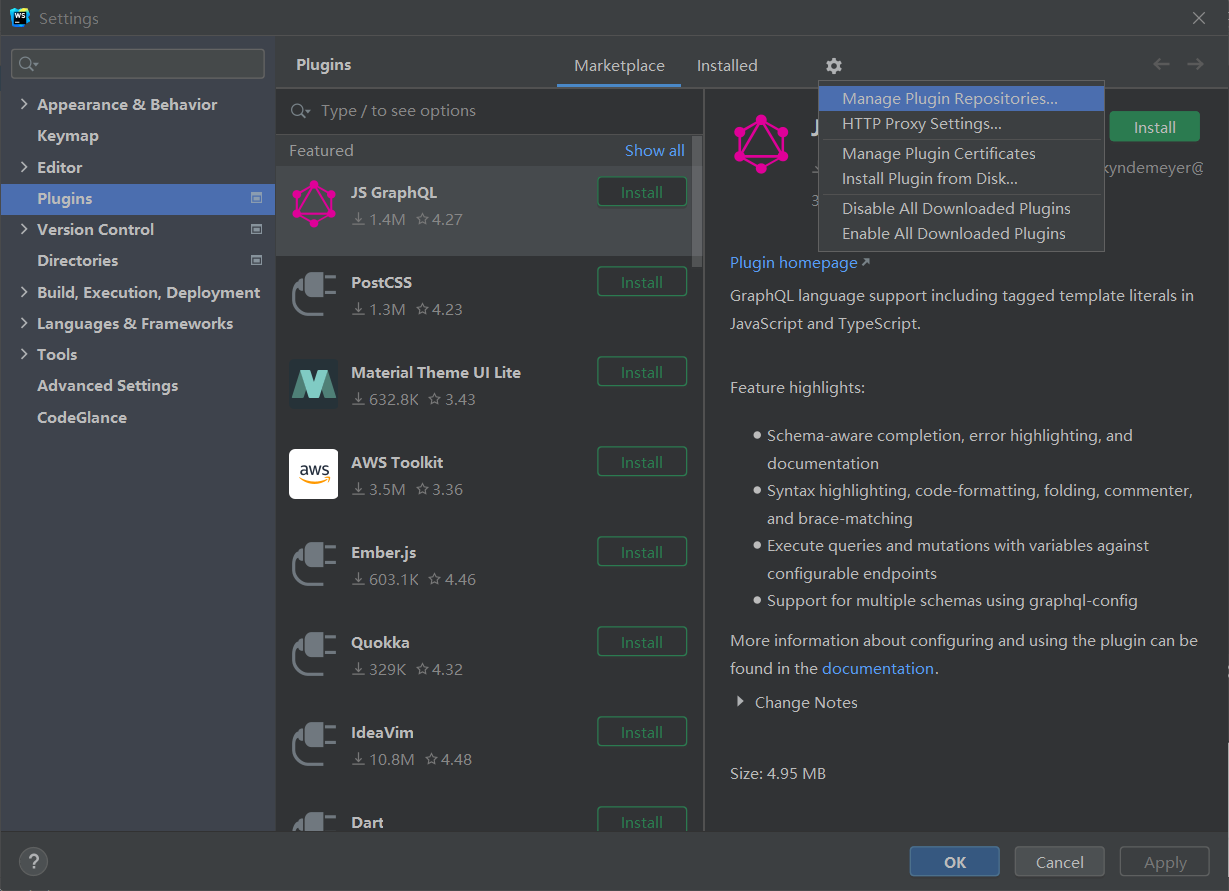 WS
Settings
Appearance & Behavior
Keymap
Editor
Plugins
Version Control
Directories
Build, Execution, Deployment
Languages & Frameworks
Tools
Advanced Settings
CodeGlance
Plugins
Marketplace
Installed
Type / to see options
Featured
Show all
JS GraphQL
1.4M 4.27
Install
PostCSS
1.3M 4.23
Install
Material Theme UI Lite
632.8K 3.43
Install
aws
AWS Toolkit
3.5M 3.36
Install
Ember.js
603.1K 4.46
Install
Quokka
329K 4.32
Install
IdeaVim
10.8M 4.48
Install
Dart
Install
Manage Plugin Repositories...
HTTP Proxy Settings...
Manage Plugin Certificates
Install Plugin from Disk...
Disable All Downloaded Plugins
Enable All Downloaded Plugins
Install
kyndemeyer@
Plugin homepage
GraphQL language support including tagged template literals in
JavaScript and TypeScript.
Feature highlights:
Schema-aware completion, error highlighting, and
documentation
Syntax highlighting, code-formatting, folding, commenter,
and brace-matching
Execute queries and mutations with variables against
configurable endpoints
Support for multiple schemas using graphql-config
More information about configuring and using the plugin can be
found in the documentation.
Change Notes
Size: 4.95 MB
?
OK
Cancel
Apply